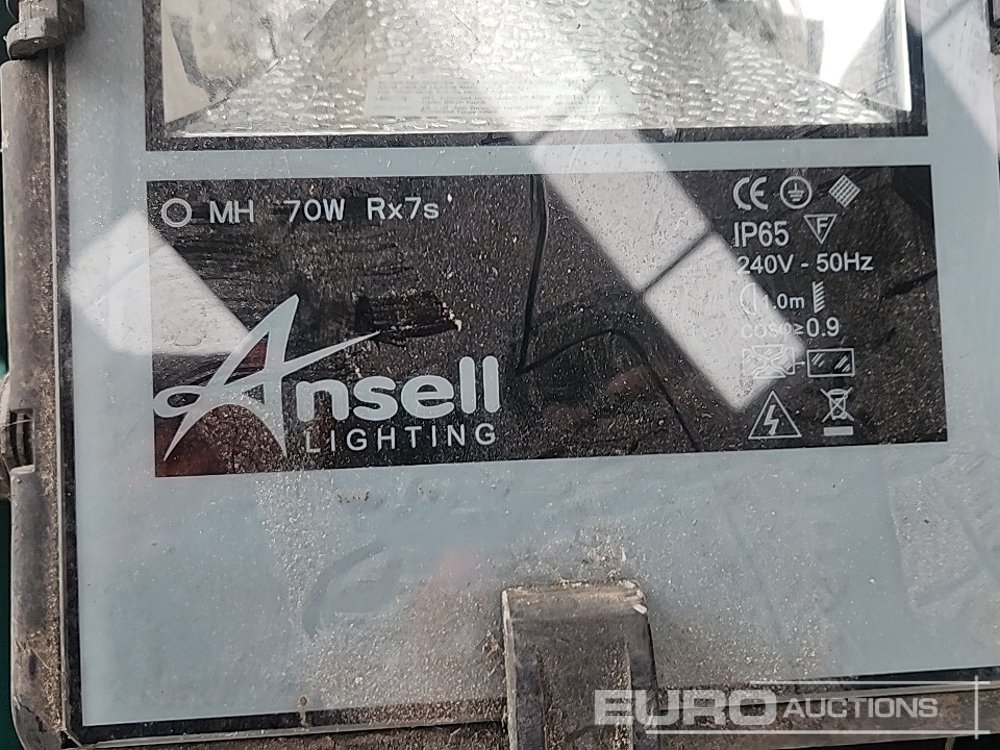 MH 70W Rx7s
CE
IP65 F
240V - 50Hz
1.0m
cosφ≥0.9
Ansell
LIGHTING
EURO AUCTIONS